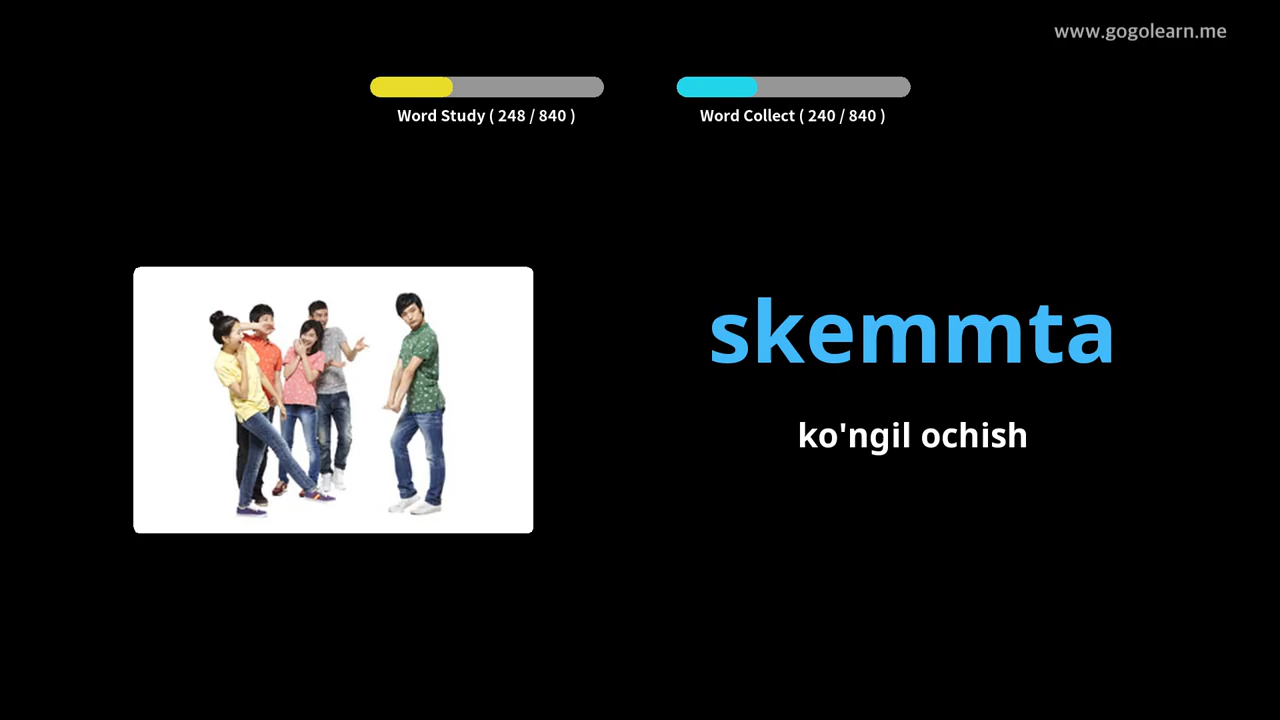 www.gogolearn.me
Word Study ( 248 / 840 )
Word Collect ( 240 / 840 )
skemmta
ko'ngil ochish